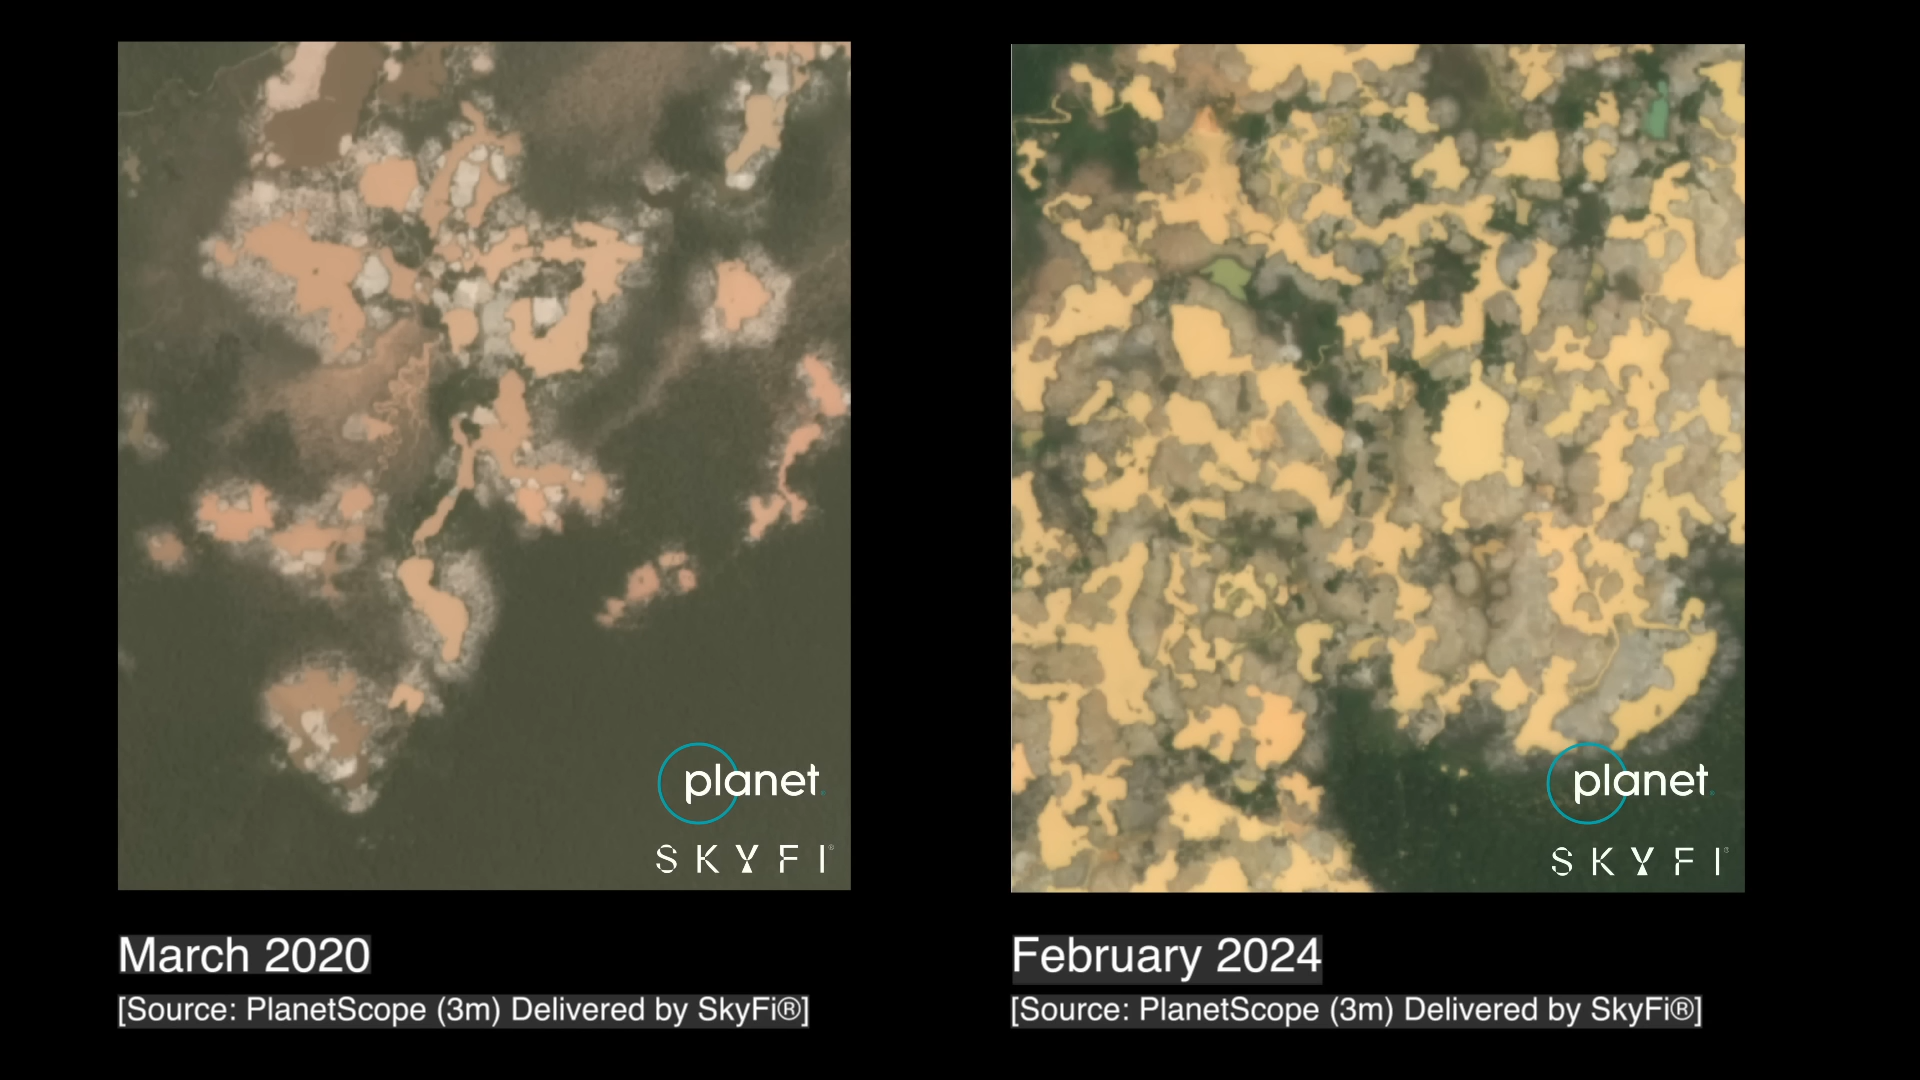 planet.
SKYFI®
March 2020
[Source: PlanetScope (3m) Delivered by SkyFi®]
planet.
SKYFI®
February 2024
[Source: PlanetScope (3m) Delivered by SkyFi®]